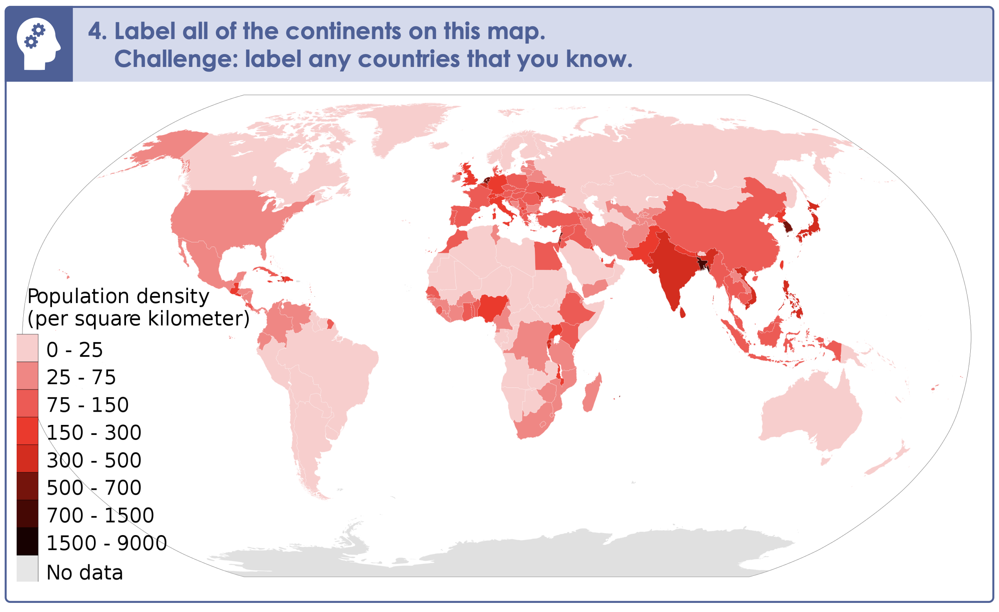 4. Label all of the continents on this map.
Challenge: label any countries that you know.
Population density
(per square kilometer)
0 - 25
25 - 75
75 - 150
150 - 300
300 - 500
500 - 700
700 - 1500
1500 - 9000
No data